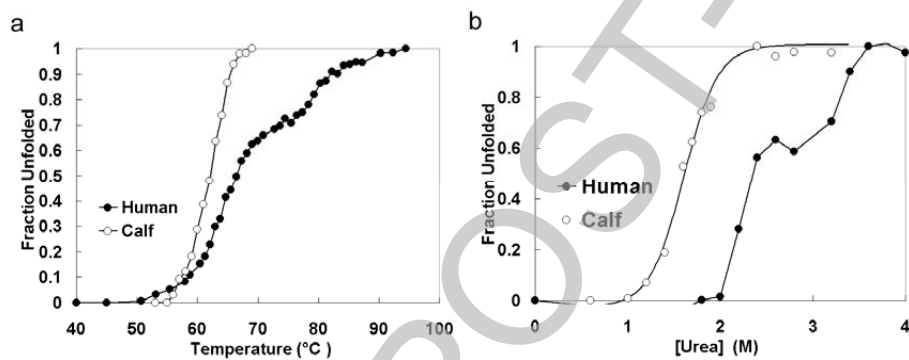 a
Fraction Unfolded
1
0.9
0.8
0.7
0.6
0.5
0.4
0.3
0.2
0.1
0
Human
Calf
40 50 60 70 80 90 100
Temperature (°C )
b
Fraction Unfolded
1
0.8
0.6
0.4
0.2
0
Human
Calf
0 1 2 3 4
[Urea] (M)
POST-